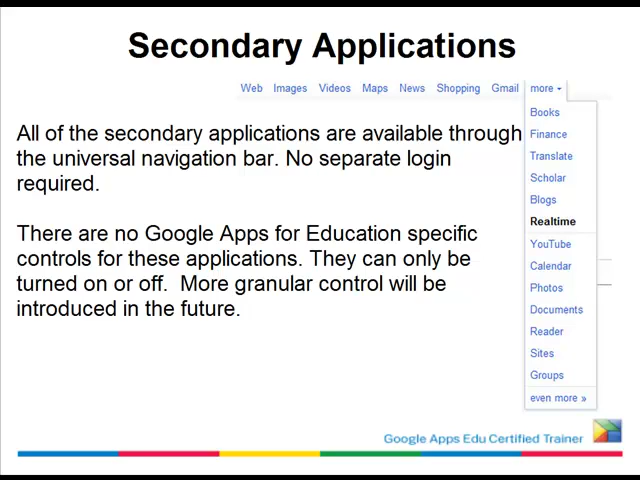 Secondary Applications
Web Images Videos Maps News Shopping Gmail more
All of the secondary applications are available through
the universal navigation bar. No separate login
required.
There are no Google Apps for Education specific
controls for these applications. They can only be
turned on or off. More granular control will be
introduced in the future.
Books
Finance
Translate
Scholar
Blogs
Realtime
YouTube
Calendar
Photos
Documents
Reader
Sites
Groups
even more »
Google Apps Edu Certified Trainer